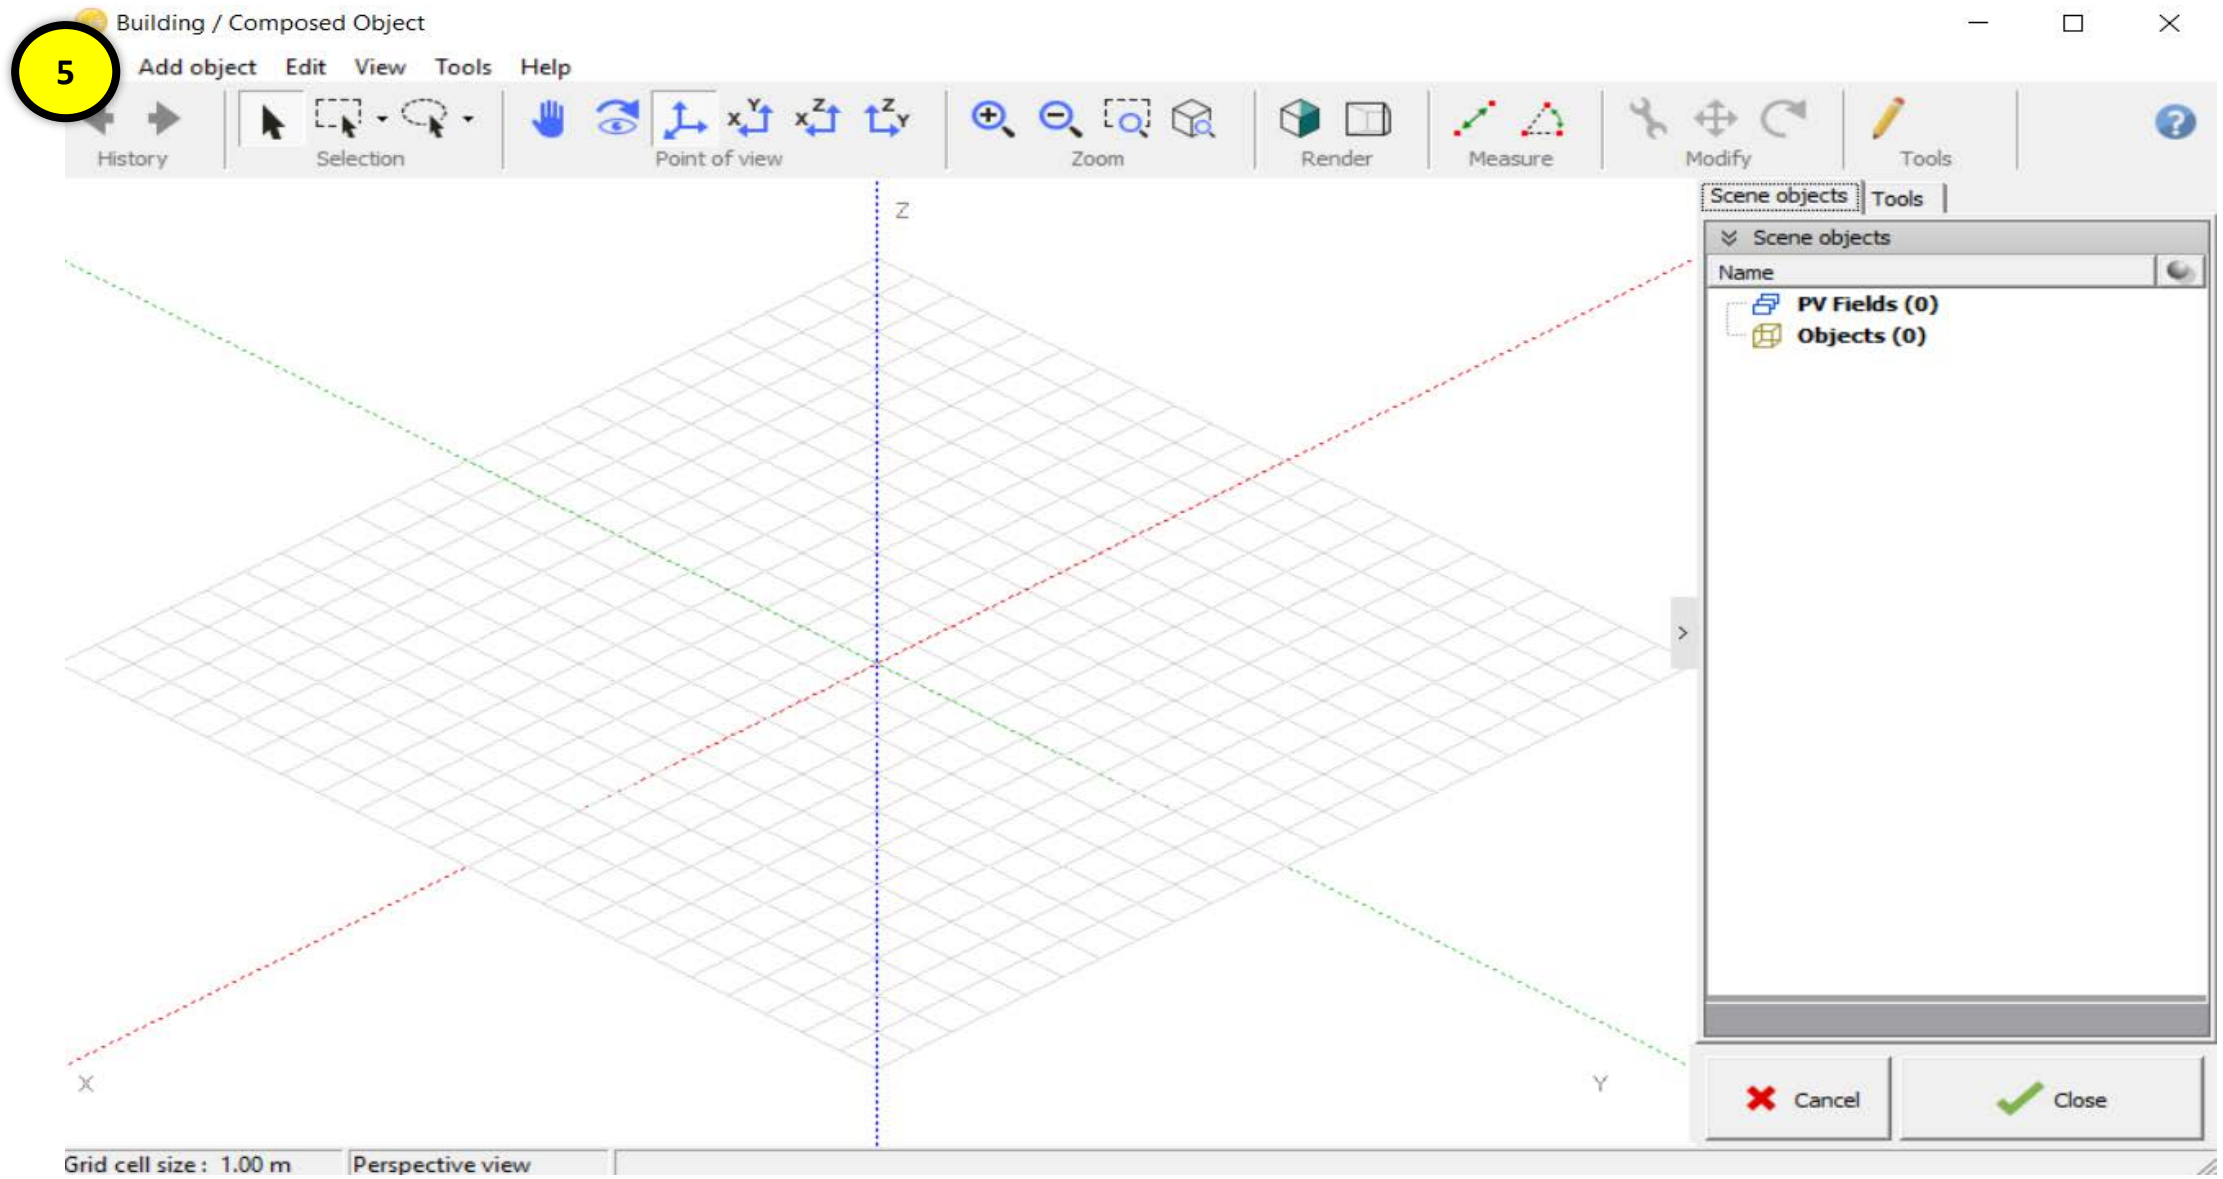 Building / Composed Object
5
Add object Edit View Tools Help
X Y X Z Z Y
History Selection Point of view Zoom Render Measure Modify Tools
Scene objects Tools
Z
Scene objects
Name
PV Fields (0)
Objects (0)
>
X
Y
Cancel Close
Grid cell size : 1.00 m Perspective view